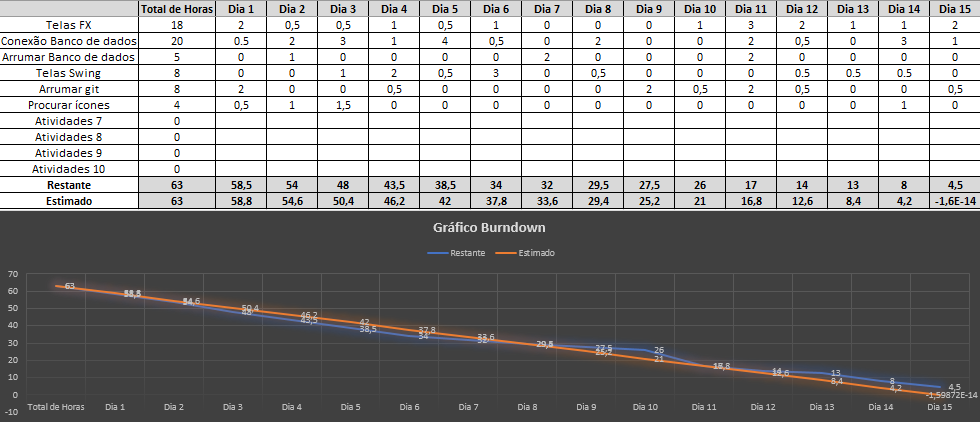 Total de Horas Dia 1 Dia 2 Dia 3 Dia 4 Dia 5 Dia 6 Dia 7 Dia 8 Dia 9 Dia 10 Dia 11 Dia 12 Dia 13 Dia 14 Dia 15
Telas FX 18 2 0,5 0,5 1 0,5 1 0 0 0 1 3 2 1 1 2
Conexão Banco de dados 20 0.5 2 3 1 4 0,5 0 2 0 0 2 0,5 0 3 1
Arrumar Banco de dados 5 0 1 0 0 0 0 2 0 0 0 2 0 0 0 0
Telas Swing 8 0 0 1 2 0,5 3 0 0,5 0 0 0 0.5 0.5 0.5 0
Arrumar git 8 2 0 0 0,5 0 0 0 0 2 0,5 2 0,5 0 0 0,5
Procurar ícones 4 0,5 1 1,5 0 0 0 0 0 0 0 0 0 0 1 0
Atividades 7 0
Atividades 8 0
Atividades 9 0
Atividades 10 0
Restante 63 58,5 54 48 43,5 38,5 34 32 29,5 27,5 26 17 14 13 8 4,5
Estimado 63 58,8 54,6 50,4 46,2 42 37,8 33,6 29,4 25,2 21 16,8 12,6 8,4 4,2 -1,6E-14
Gráfico Burndown
Restante Estimado
70
60 63
50 50,4 48
40 46,2 43,5 42 38,5 37,8
30 34 33,6 32 27,5 25,2 26
20 21
10 14 12,6 13 8,4 8
0 4,2 4,5 -1,59872E-14
Total de Horas Dia 1 Dia 2 Dia 3 Dia 4 Dia 5 Dia 6 Dia 7 Dia 8 Dia 9 Dia 10 Dia 11 Dia 12 Dia 13 Dia 14 Dia 15
-10